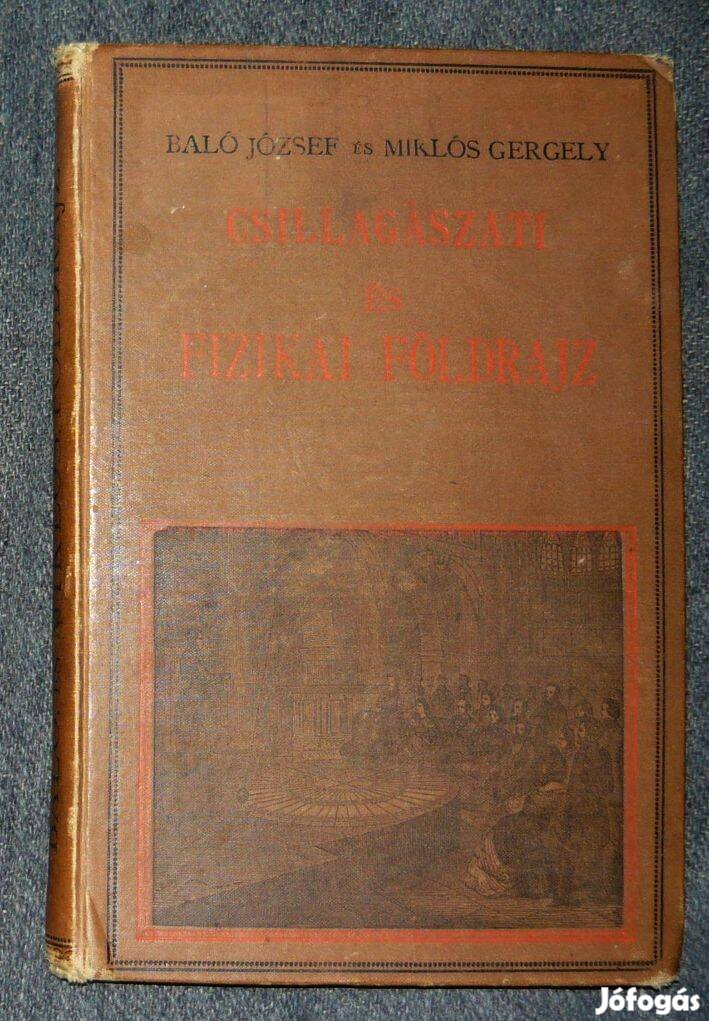 BALÓ JÓZSEF ÉS MIKLÓS GERGELY
CSILLAGÁSZATI
ÉS
FIZIKAI FÖLDRAJZ
Jófogás